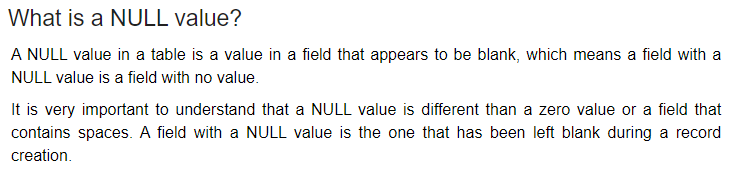 What is a NULL value?
A NULL value in a table is a value in a field that appears to be blank, which means a field with a
NULL value is a field with no value.
It is very important to understand that a NULL value is different than a zero value or a field that
contains spaces. A field with a NULL value is the one that has been left blank during a record
creation.